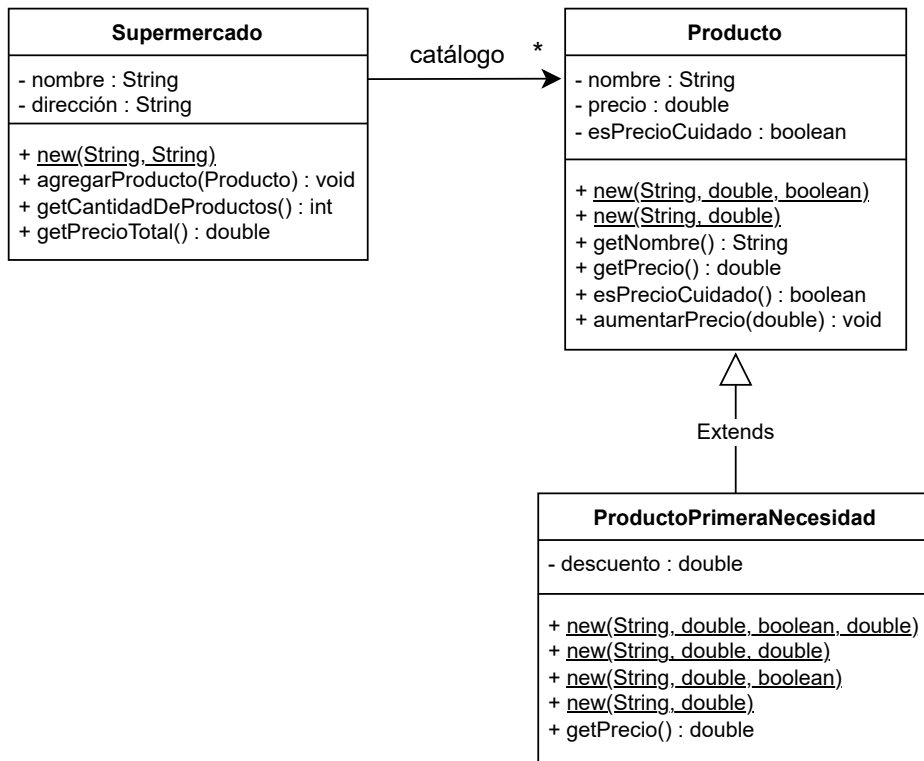 Supermercado
- nombre : String
- dirección : String
+ new(String, String)
+ agregarProducto(Producto) : void
+ getCantidadDeProductos() : int
+ getPrecioTotal() : double
catálogo
*
Producto
- nombre : String
- precio : double
- esPrecioCuidado : boolean
+ new(String, double, boolean)
+ new(String, double)
+ getNombre() : String
+ getPrecio() : double
+ esPrecioCuidado() : boolean
+ aumentarPrecio(double) : void
Extends
ProductoPrimeraNecesidad
- descuento : double
+ new(String, double, boolean, double)
+ new(String, double, double)
+ new(String, double, boolean)
+ new(String, double)
+ getPrecio() : double